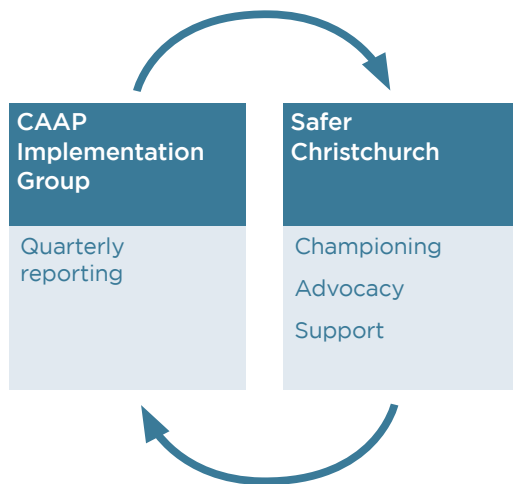 CAAP
Implementation
Group
Quarterly
reporting
Safer
Christchurch
Championing
Advocacy
Support